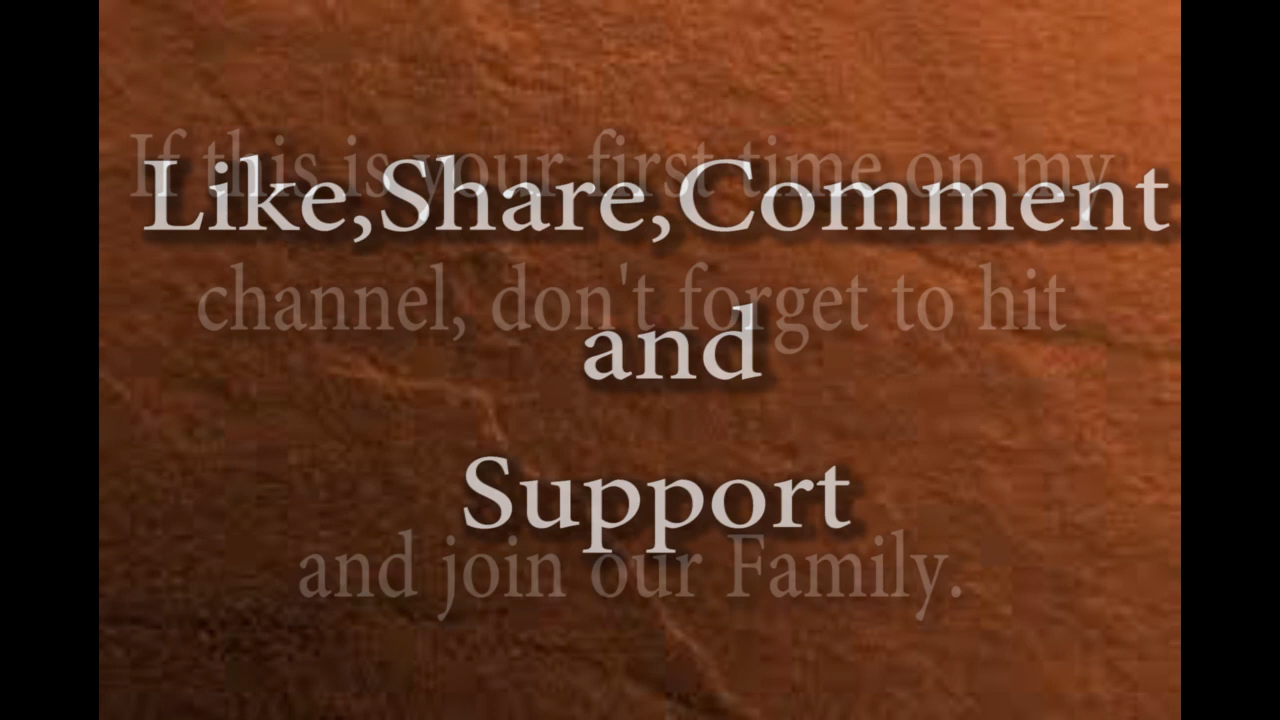 If this is your first time on my
Like,Share,Comment
channel, don't forget to hit
and
Support
and join our Family.